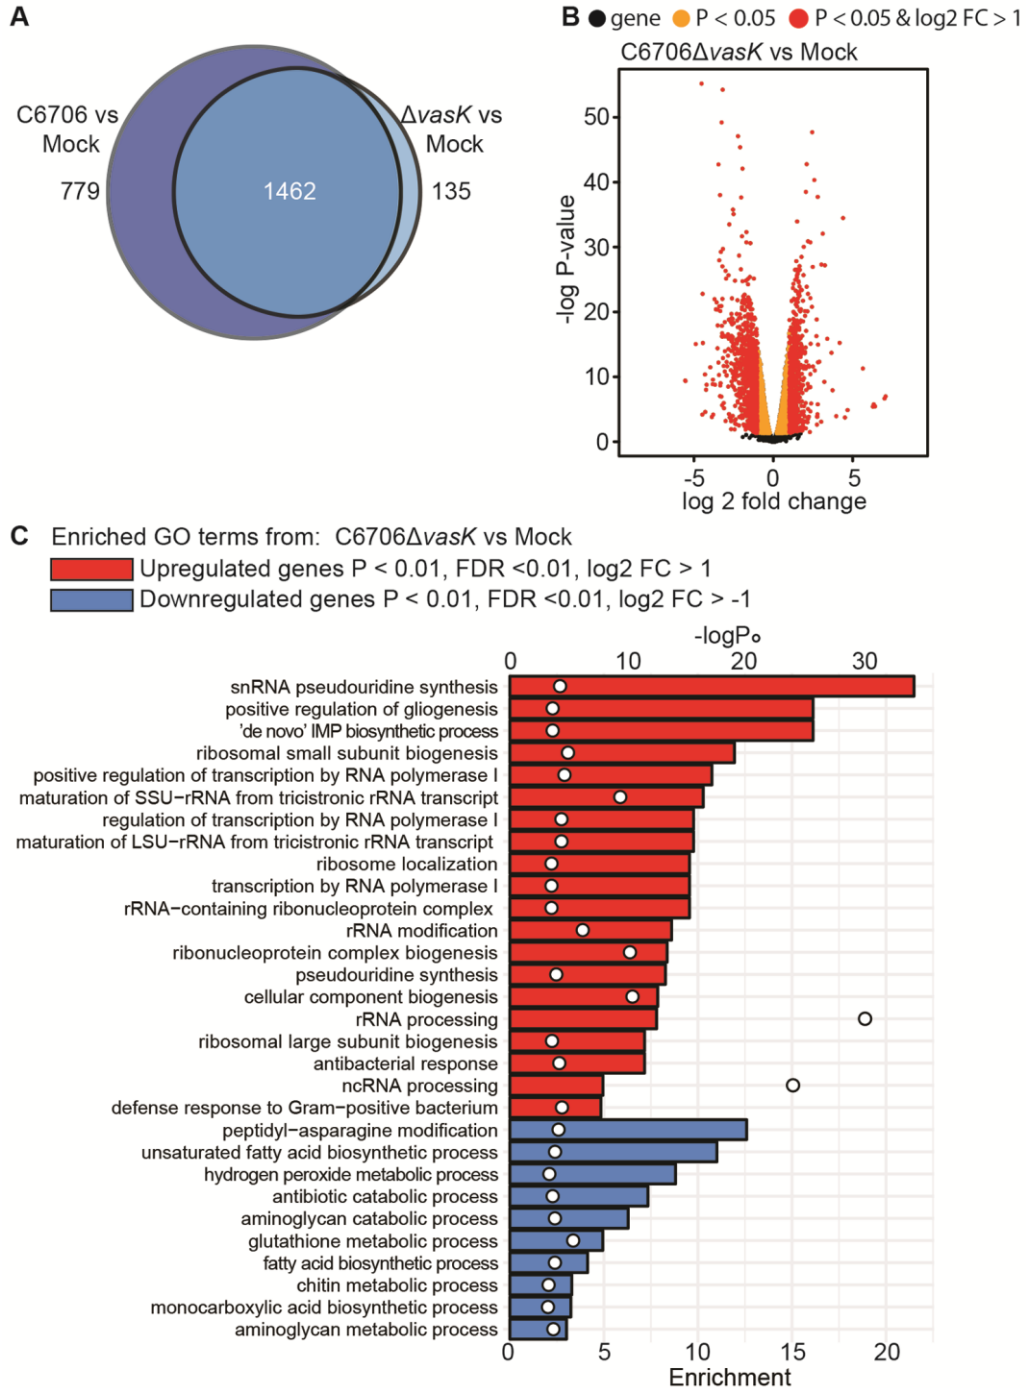 A
C6706 vs
Mock
779
1462
ΔvasK vs
Mock
135
B
gene P < 0.05 P < 0.05 & log2 FC > 1
C6706ΔvasK vs Mock
-log P-value
50
40
30
20
10
0
-5 0 5
log 2 fold change
C Enriched GO terms from: C6706ΔvasK vs Mock
Upregulated genes P < 0.01, FDR <0.01, log2 FC > 1
Downregulated genes P < 0.01, FDR <0.01, log2 FC > -1
-logP
0 10 20 30
snRNA pseudouridine synthesis
positive regulation of gliogenesis
'de novo' IMP biosynthetic process
ribosomal small subunit biogenesis
positive regulation of transcription by RNA polymerase I
maturation of SSU−rRNA from tricistronic rRNA transcript
regulation of transcription by RNA polymerase I
maturation of LSU−rRNA from tricistronic rRNA transcript
ribosome localization
transcription by RNA polymerase I
rRNA−containing ribonucleoprotein complex
rRNA modification
ribonucleoprotein complex biogenesis
pseudouridine synthesis
cellular component biogenesis
rRNA processing
ribosomal large subunit biogenesis
antibacterial response
ncRNA processing
defense response to Gram−positive bacterium
peptidyl−asparagine modification
unsaturated fatty acid biosynthetic process
hydrogen peroxide metabolic process
antibiotic catabolic process
aminoglycan catabolic process
glutathione metabolic process
fatty acid biosynthetic process
chitin metabolic process
monocarboxylic acid biosynthetic process
aminoglycan metabolic process
0 5 10 15 20
Enrichment